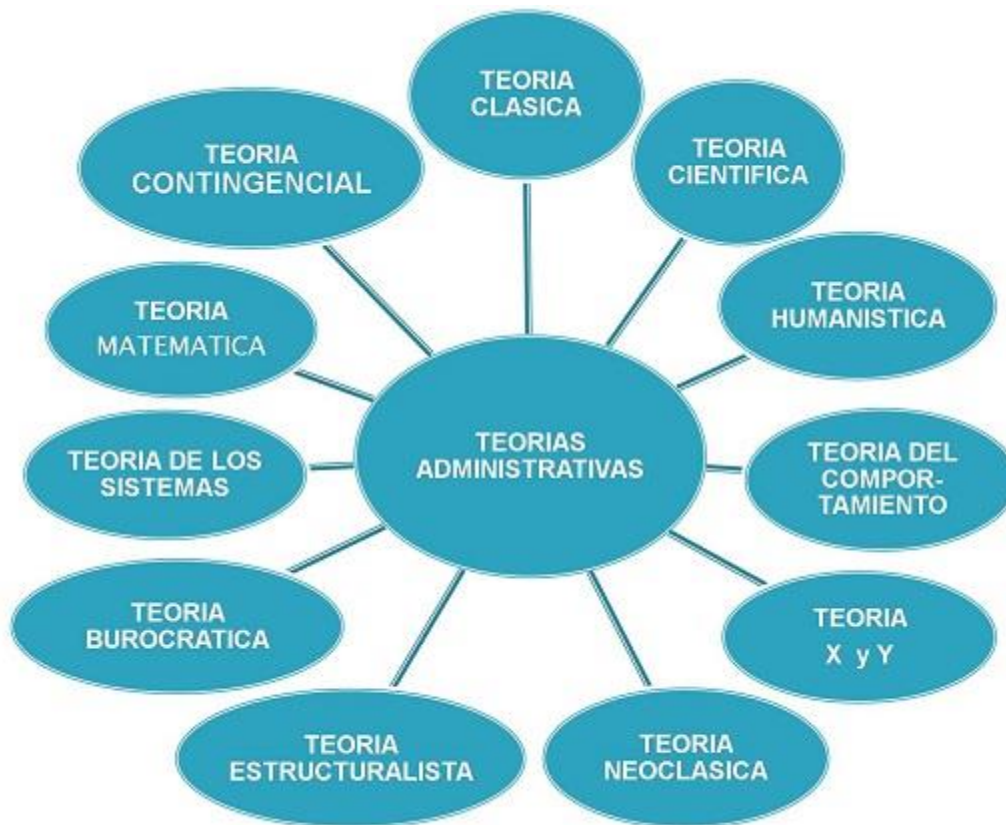 TEORIA
CLASICA
TEORIA
CIENTIFICA
TEORIA
CONTINGENCIAL
TEORIA
HUMANISTICA
TEORIA
MATEMATICA
TEORIAS
ADMINISTRATIVAS
TEORIA DEL
COMPOR-
TAMIENTO
TEORIA DE LOS
SISTEMAS
TEORIA
BUROCRATICA
TEORIA
X y Y
TEORIA
ESTRUCTURALISTA
TEORIA
NEOCLASICA